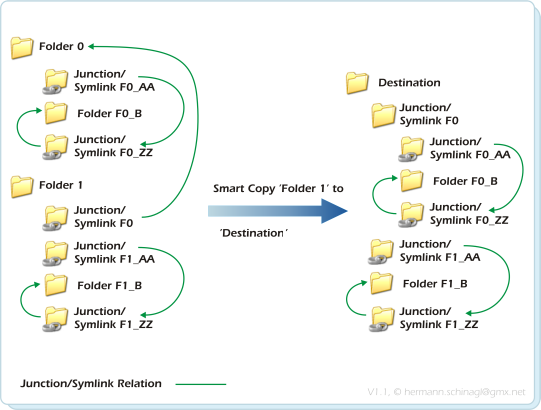 Folder 0
Junction/
Symlink F0_AA
Folder F0_B
Junction/
Symlink F0_ZZ
Folder 1
Junction/
Symlink F0
Junction/
Symlink F1_AA
Folder F1_B
Junction/
Symlink F1_ZZ
Smart Copy 'Folder 1' to
'Destination'
Destination
Junction/
Symlink F0
Junction/
Symlink F0_AA
Folder F0_B
Junction/
Symlink F0_ZZ
Junction/
Symlink F1_AA
Folder F1_B
Junction/
Symlink F1_ZZ
Junction/Symlink Relation
V1.1, © hermann.schinagl@gmx.net